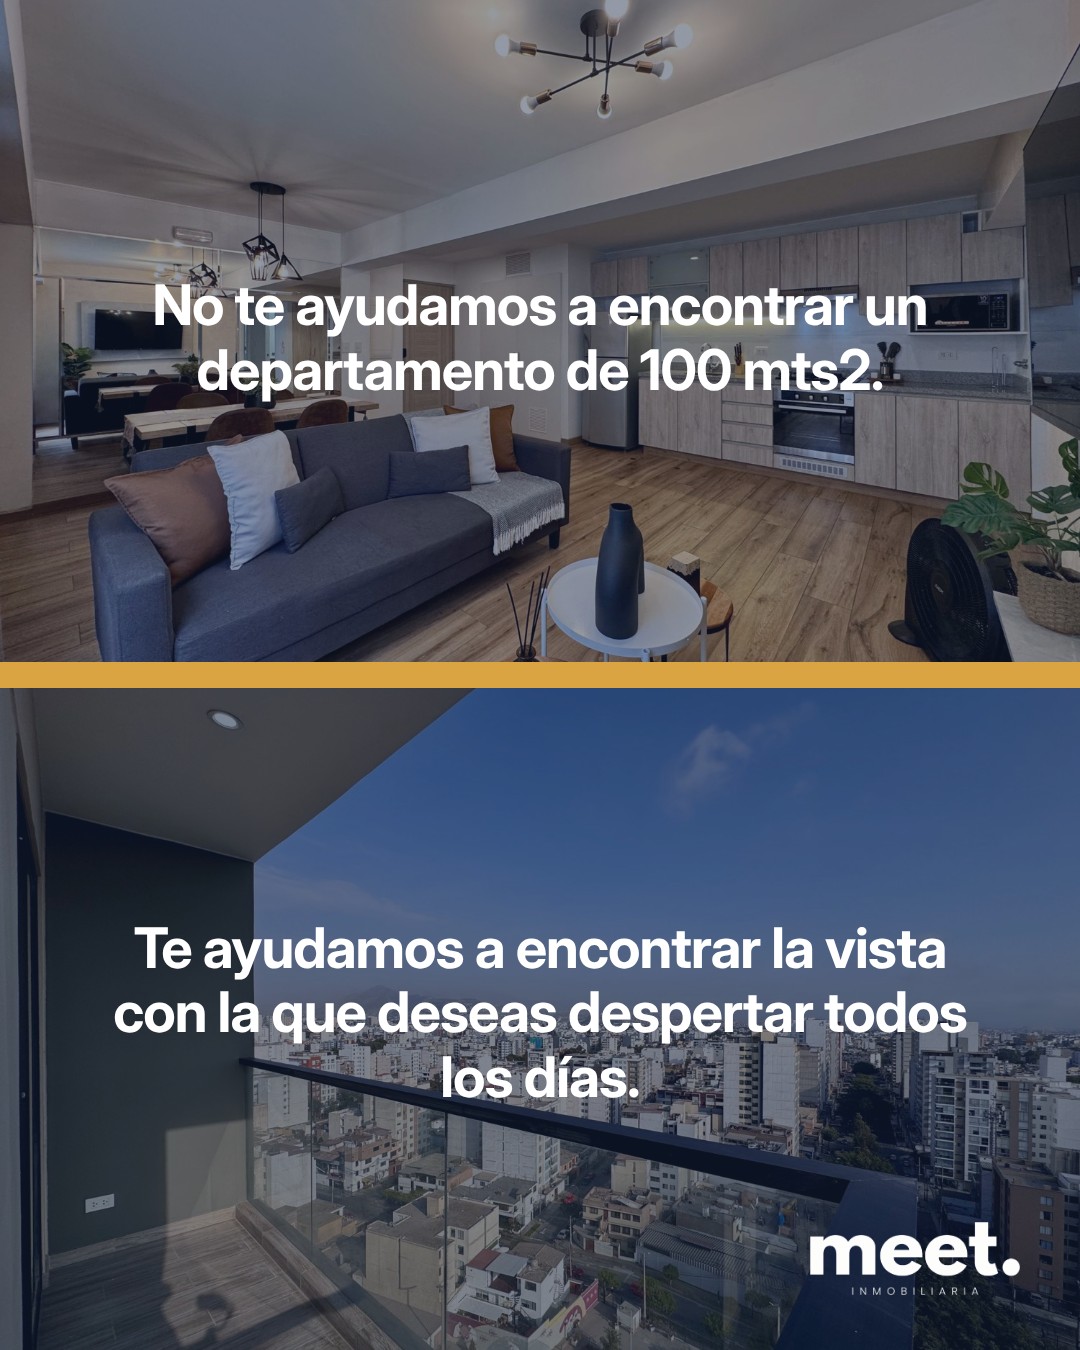 No te ayudamos a encontrar un
departamento de 100 mts2.
Te ayudamos a encontrar la vista
con la que deseas despertar todos
los días.
meet.
INMOBILIARIA